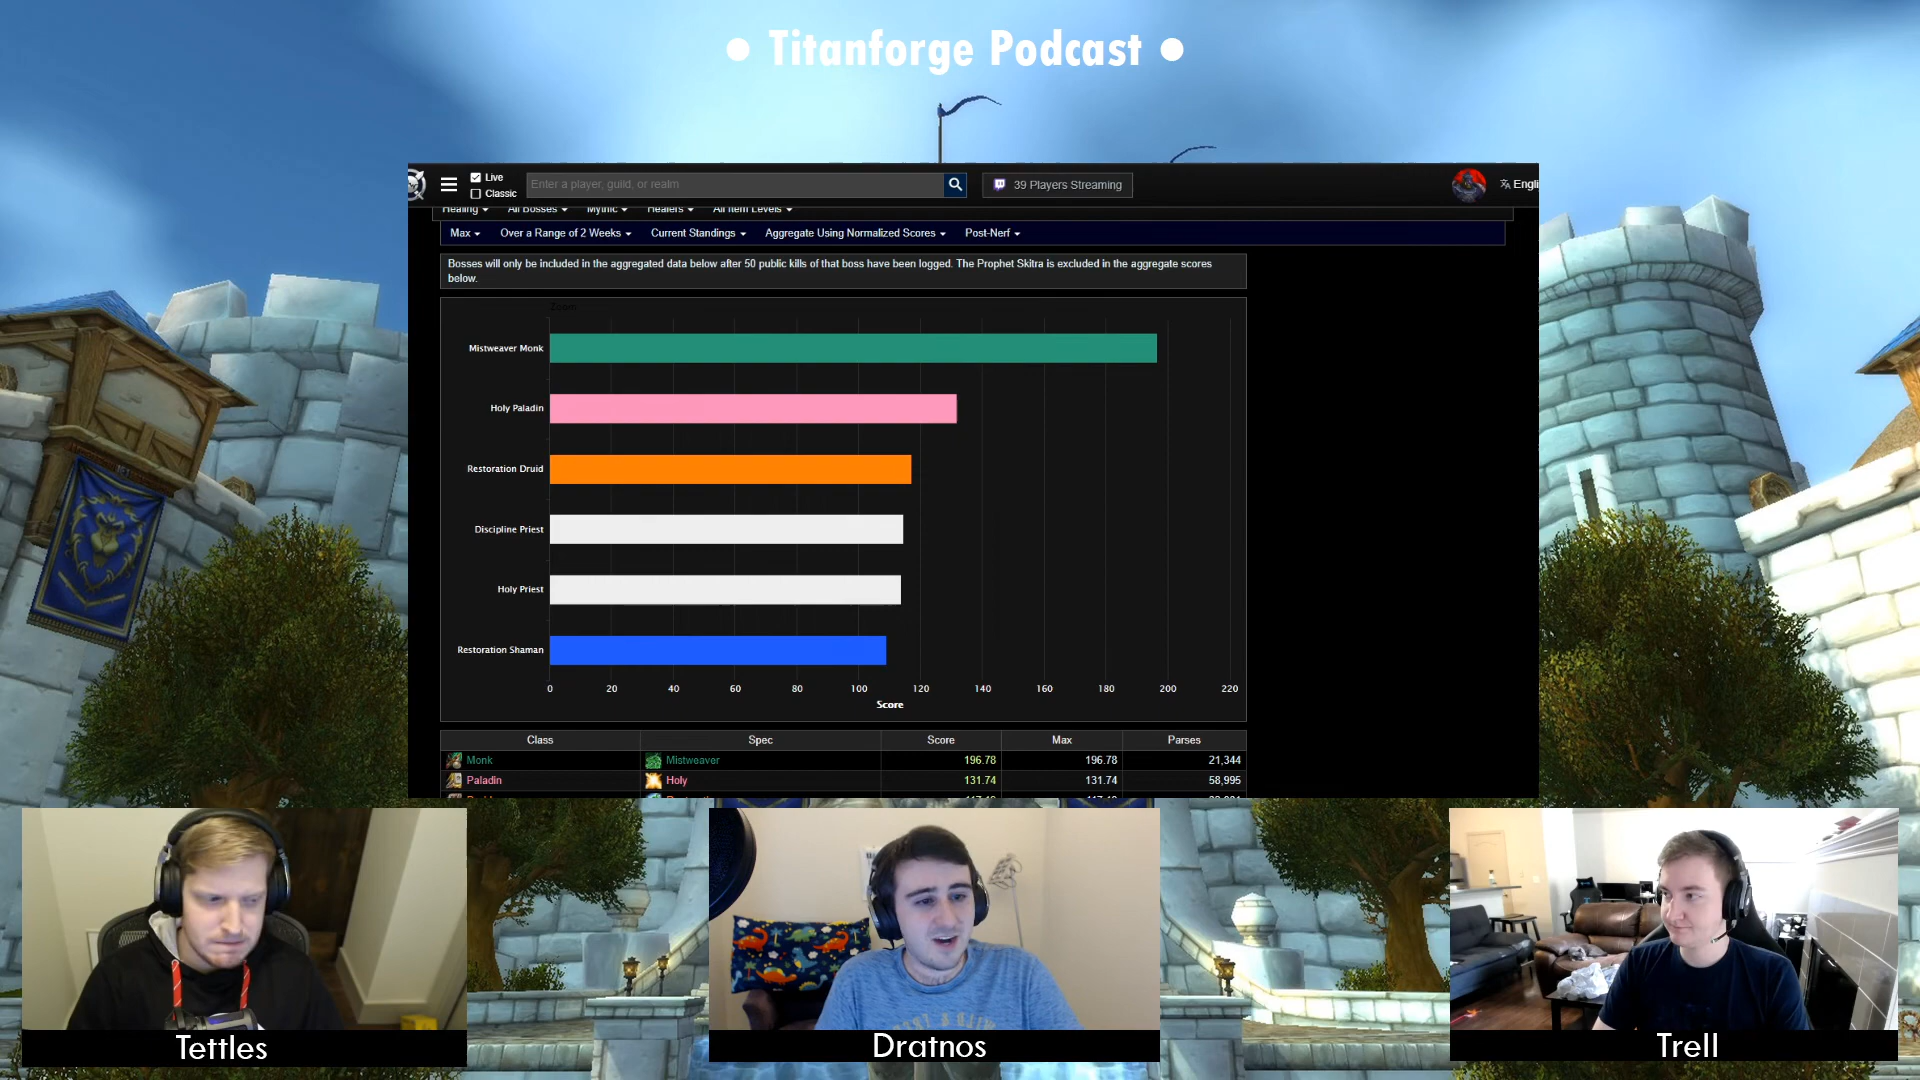 • Titanforge Podcast •
Live
Classic
Enter a player, guild, or realm
39 Players Streaming
Engli
Healing
All Bosses
Mythic
Healers
All Item Levels
Max
Over a Range of 2 Weeks
Current Standings
Aggregate Using Normalized Scores
Post-Nerf
Bosses will only be included in the aggregated data below after 50 public kills of that boss have been logged. The Prophet Skitra is excluded in the aggregate scores
below.
Zoom
Mistweaver Monk
Holy Paladin
Restoration Druid
Discipline Priest
Holy Priest
Restoration Shaman
0 20 40 60 80 100 120 140 160 180 200 220
Score
Class Spec Score Max Parses
Monk Mistweaver 196.78 196.78 21,344
Paladin Holy 131.74 131.74 58,995
Tettles
Dratnos
Trell